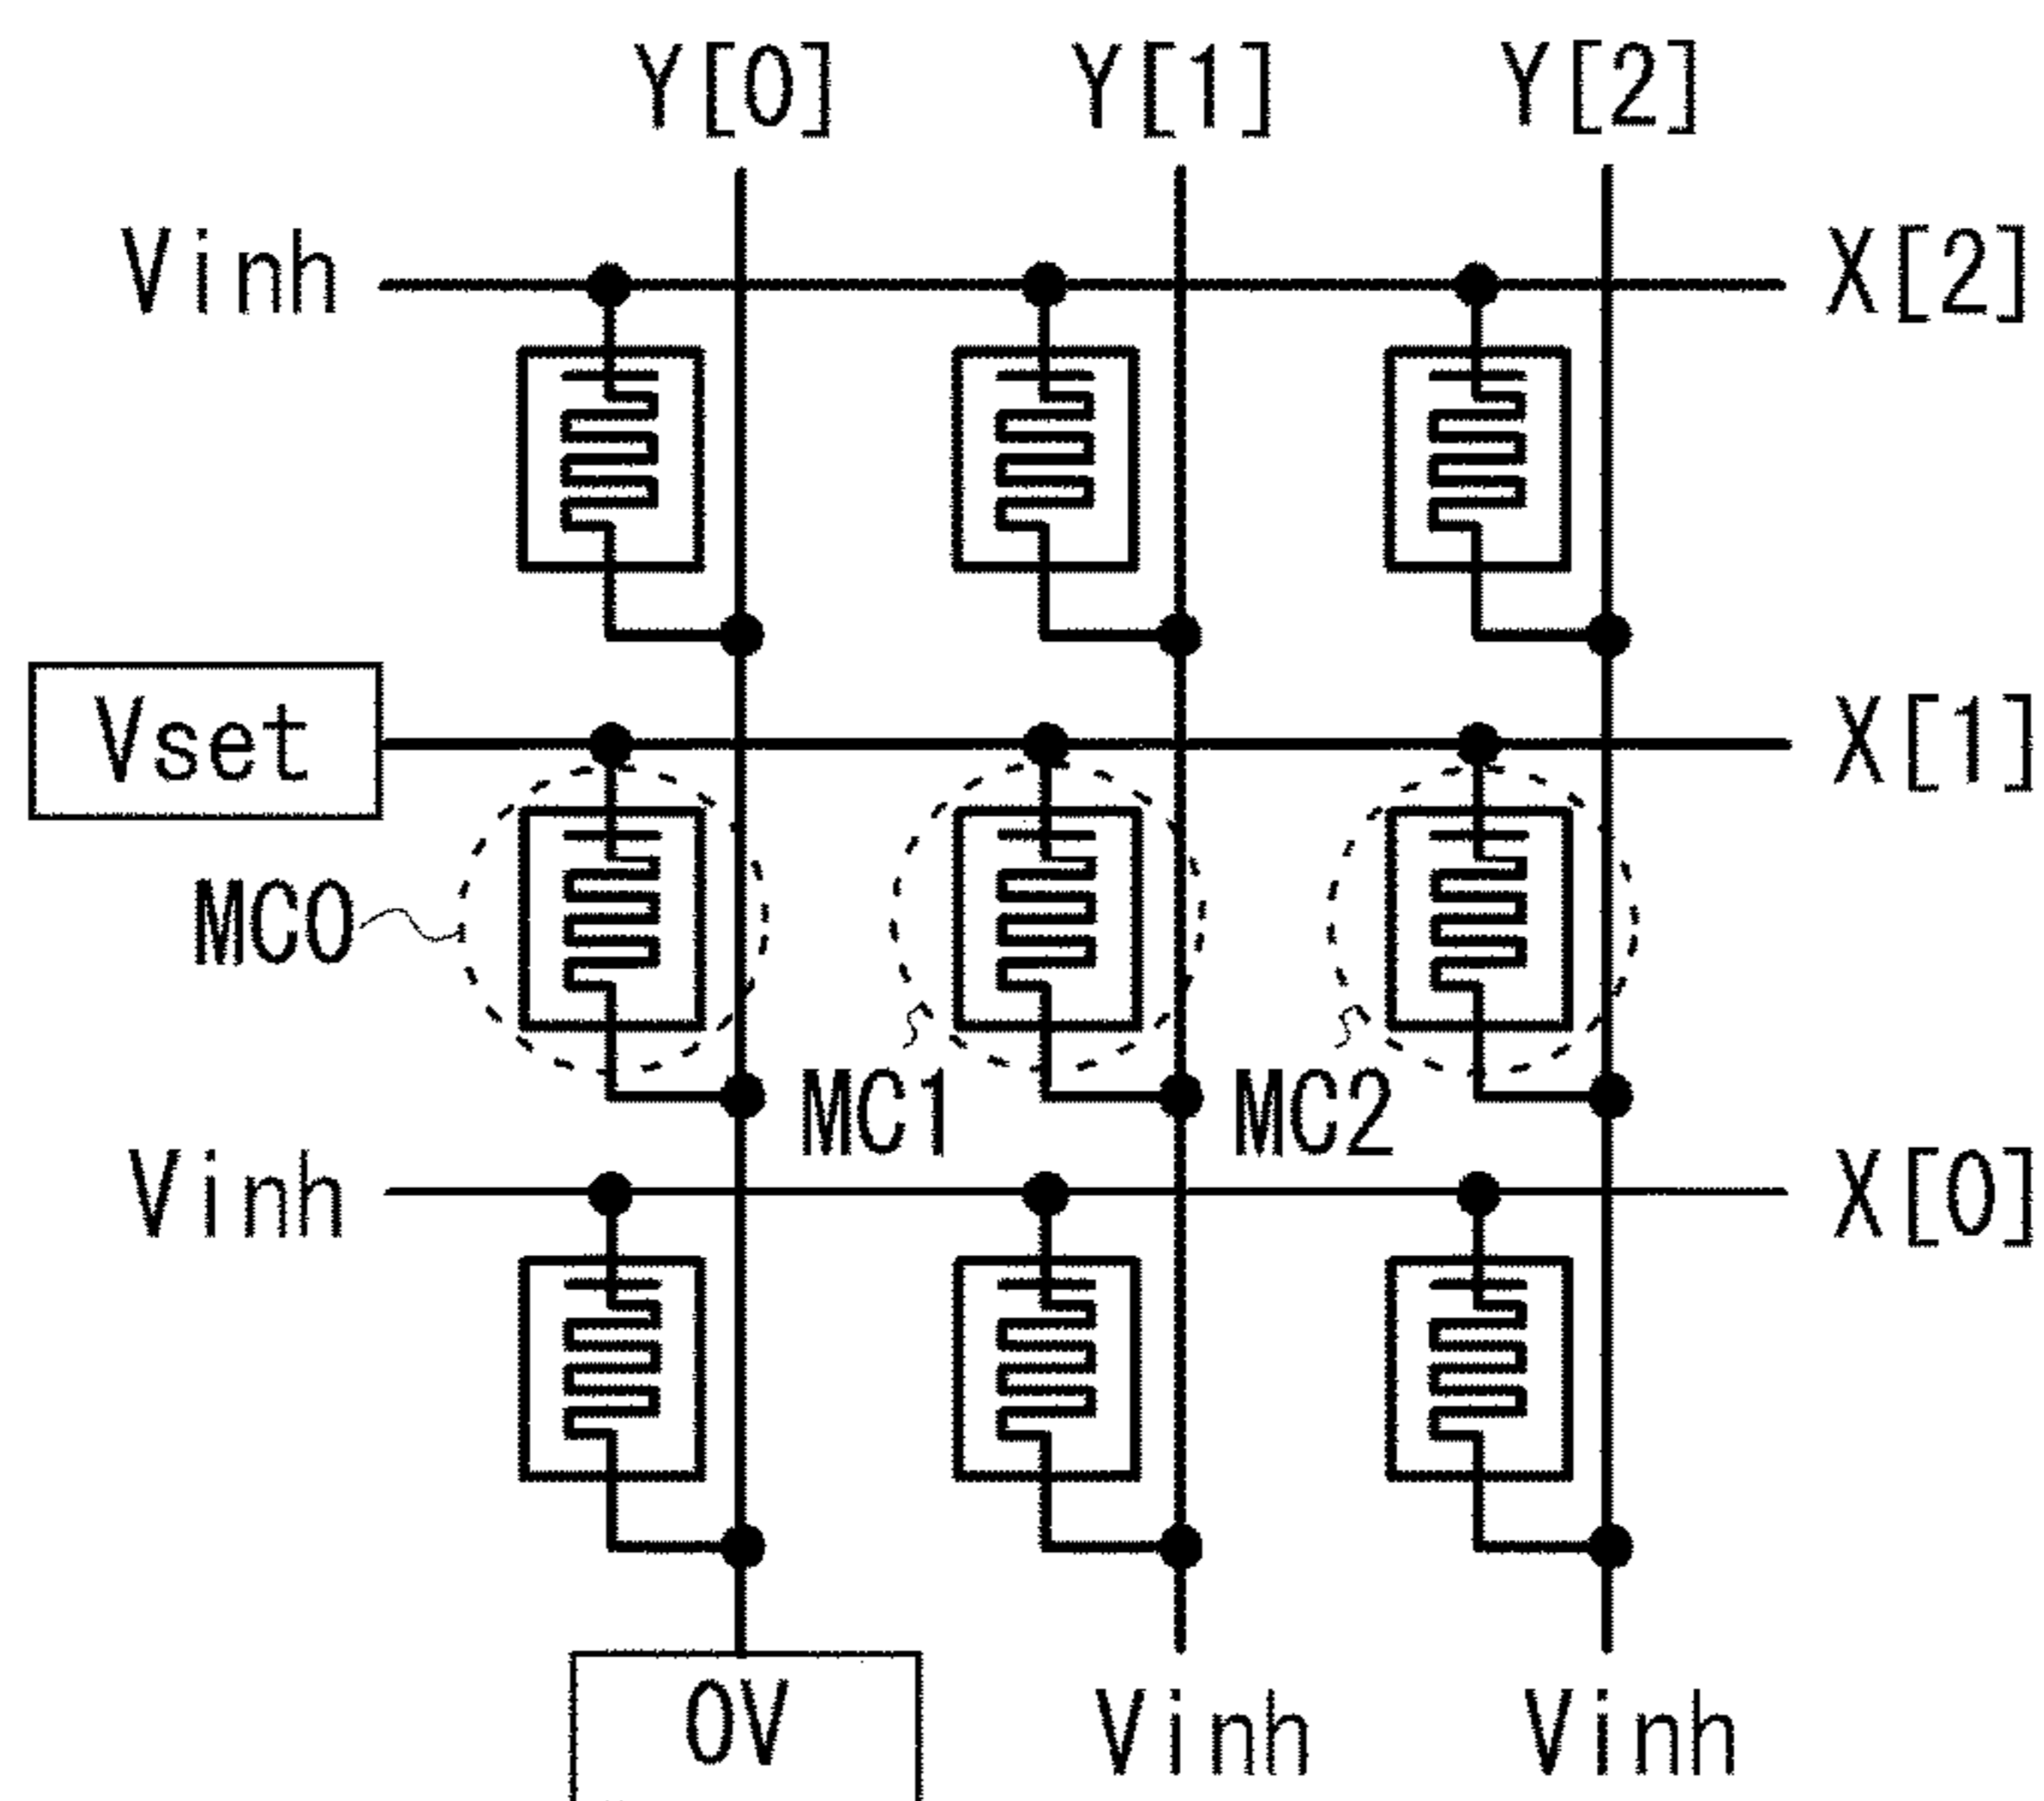 Y[0] Y[1] Y[2]
Vinh X[2]
Vset X[1]
MC0
MC1 MC2
Vinh X[0]
0V Vinh Vinh